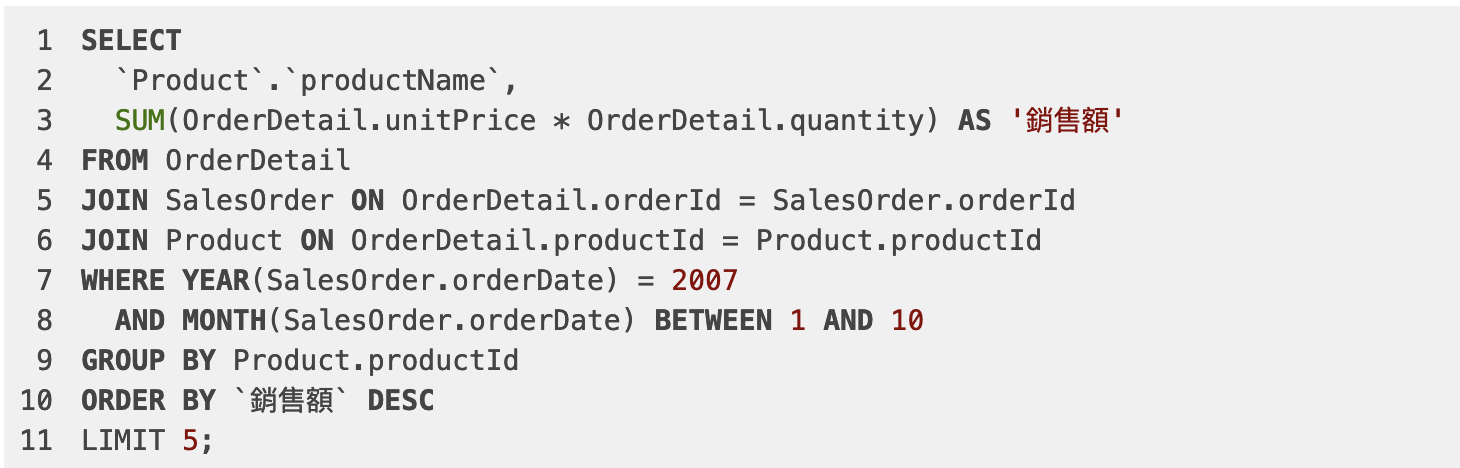 1 SELECT
2   `Product`.`productName`,
3   SUM(OrderDetail.unitPrice * OrderDetail.quantity) AS '銷售額'
4 FROM OrderDetail
5 JOIN SalesOrder ON OrderDetail.orderId = SalesOrder.orderId
6 JOIN Product ON OrderDetail.productId = Product.productId
7 WHERE YEAR(SalesOrder.orderDate) = 2007
8   AND MONTH(SalesOrder.orderDate) BETWEEN 1 AND 10
9 GROUP BY Product.productId
10 ORDER BY `銷售額` DESC
11 LIMIT 5;